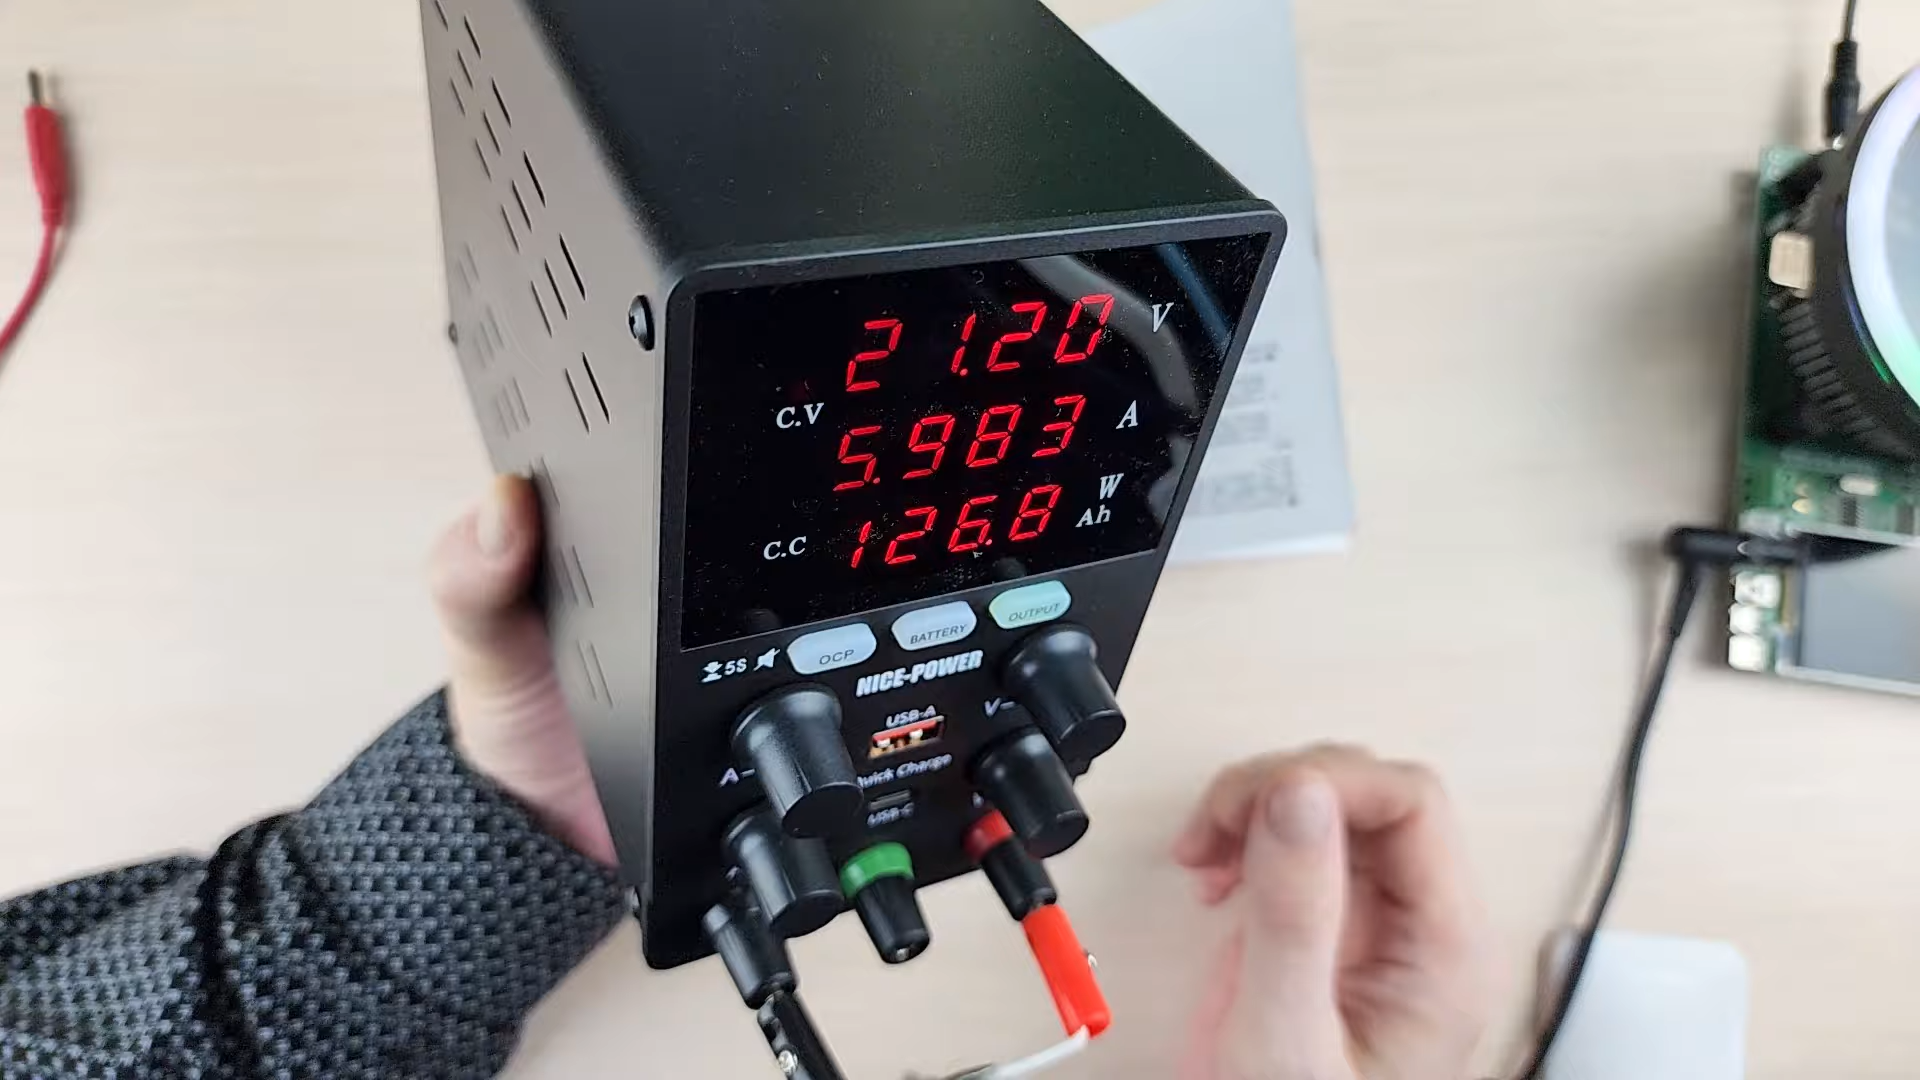 21.20 V
C.V
5.983 A
W
C.C 126.8 Ah
5S OCP BATTERY OUTPUT
NICE-POWER
USB-A
V
A
Quick Charge
USB-C